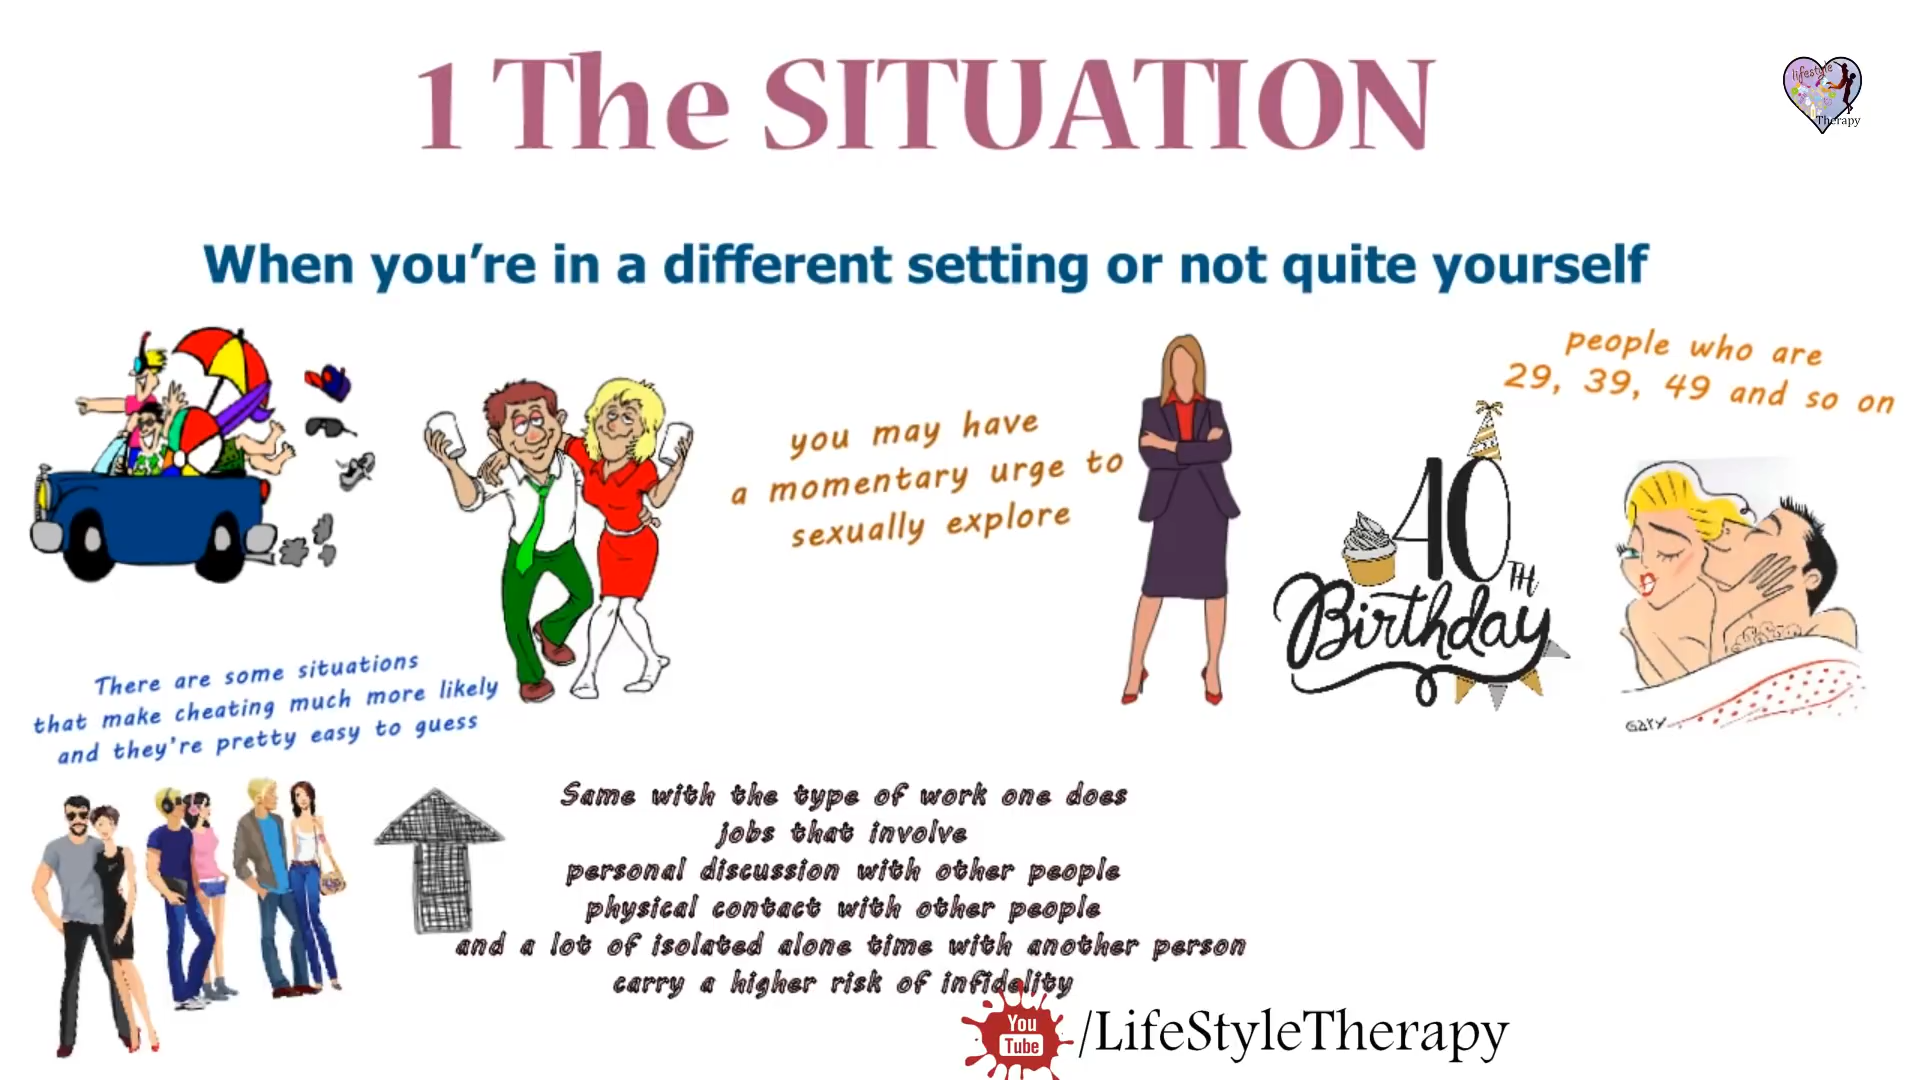 1 The SITUATION
lifestyle
Therapy
When you’re in a different setting or not quite yourself
people who are
29, 39, 49 and so on
you may have
a momentary urge to
sexually explore
40TH
Birthday
There are some situations
that make cheating much more likely
and they're pretty easy to guess
GARY
Same with the type of work one does
jobs that involve
personal discussion with other people
physical contact with other people
and a lot of isolated alone time with another person
carry a higher risk of infidelity
You
Tube
/LifeStyleTherapy